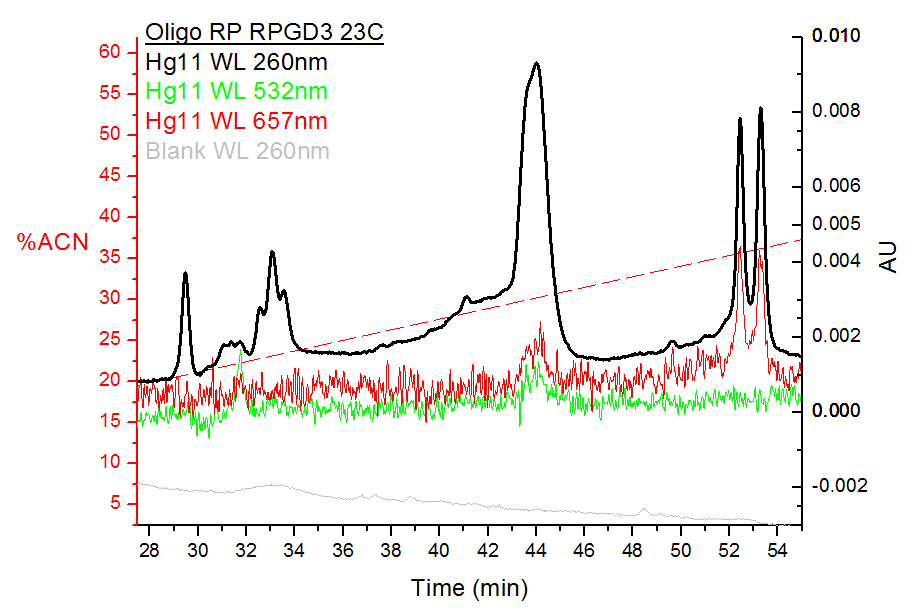 Oligo RP RPGD3 23C
Hg11 WL 260nm
Hg11 WL 532nm
Hg11 WL 657nm
Blank WL 260nm
60
55
50
45
40
35
30
25
20
15
10
5
%ACN
0.010
0.008
0.006
0.005
0.004
0.002
0.000
-0.002
AU
28 30 32 34 36 38 40 42 44 46 48 50 52 54
Time (min)